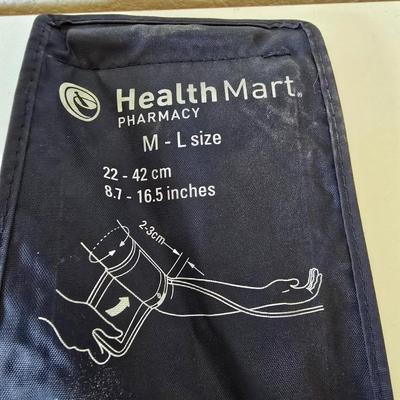 Health Mart®
PHARMACY
M - L size
22 - 42 cm
8.7 - 16.5 inches
2-3cm